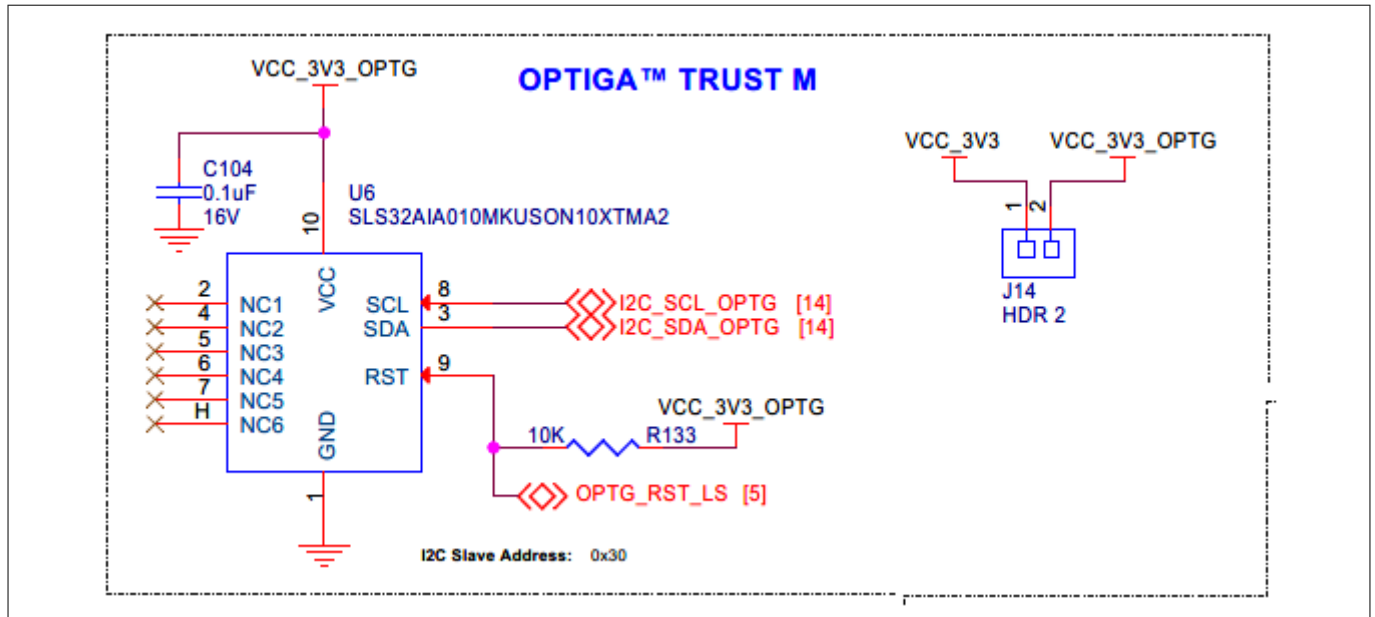 VCC_3V3_OPTG
OPTIGA™ TRUST M
VCC_3V3
VCC_3V3_OPTG
C104
0.1uF
16V
U6
SLS32AIA010MKUSON10XTMA2
10
1
2
VCC
J14
HDR 2
2
NC1
4
NC2
5
NC3
6
NC4
7
NC5
H
NC6
SCL
8
I2C_SCL_OPTG [14]
SDA
3
I2C_SDA_OPTG [14]
RST
9
GND
1
VCC_3V3_OPTG
10K
R133
OPTG_RST_LS [5]
I2C Slave Address: 0x30